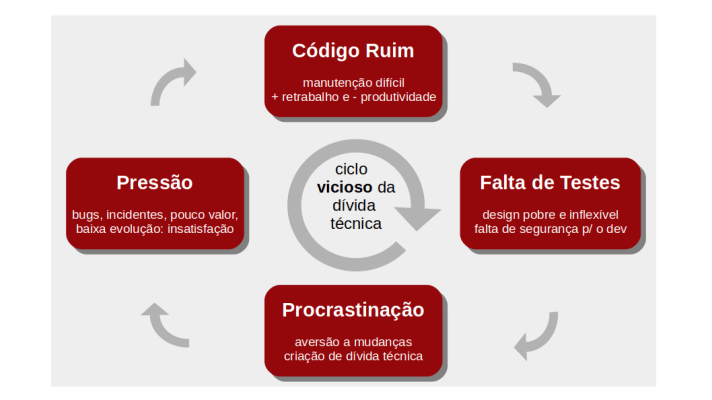 Código Ruim
manutenção difícil
+ retrabalho e - produtividade
Pressão
bugs, incidentes, pouco valor,
baixa evolução: insatisfação
ciclo
vicioso da
dívida
técnica
Falta de Testes
design pobre e inflexível
falta de segurança p/ o dev
Procrastinação
aversão a mudanças
criação de dívida técnica